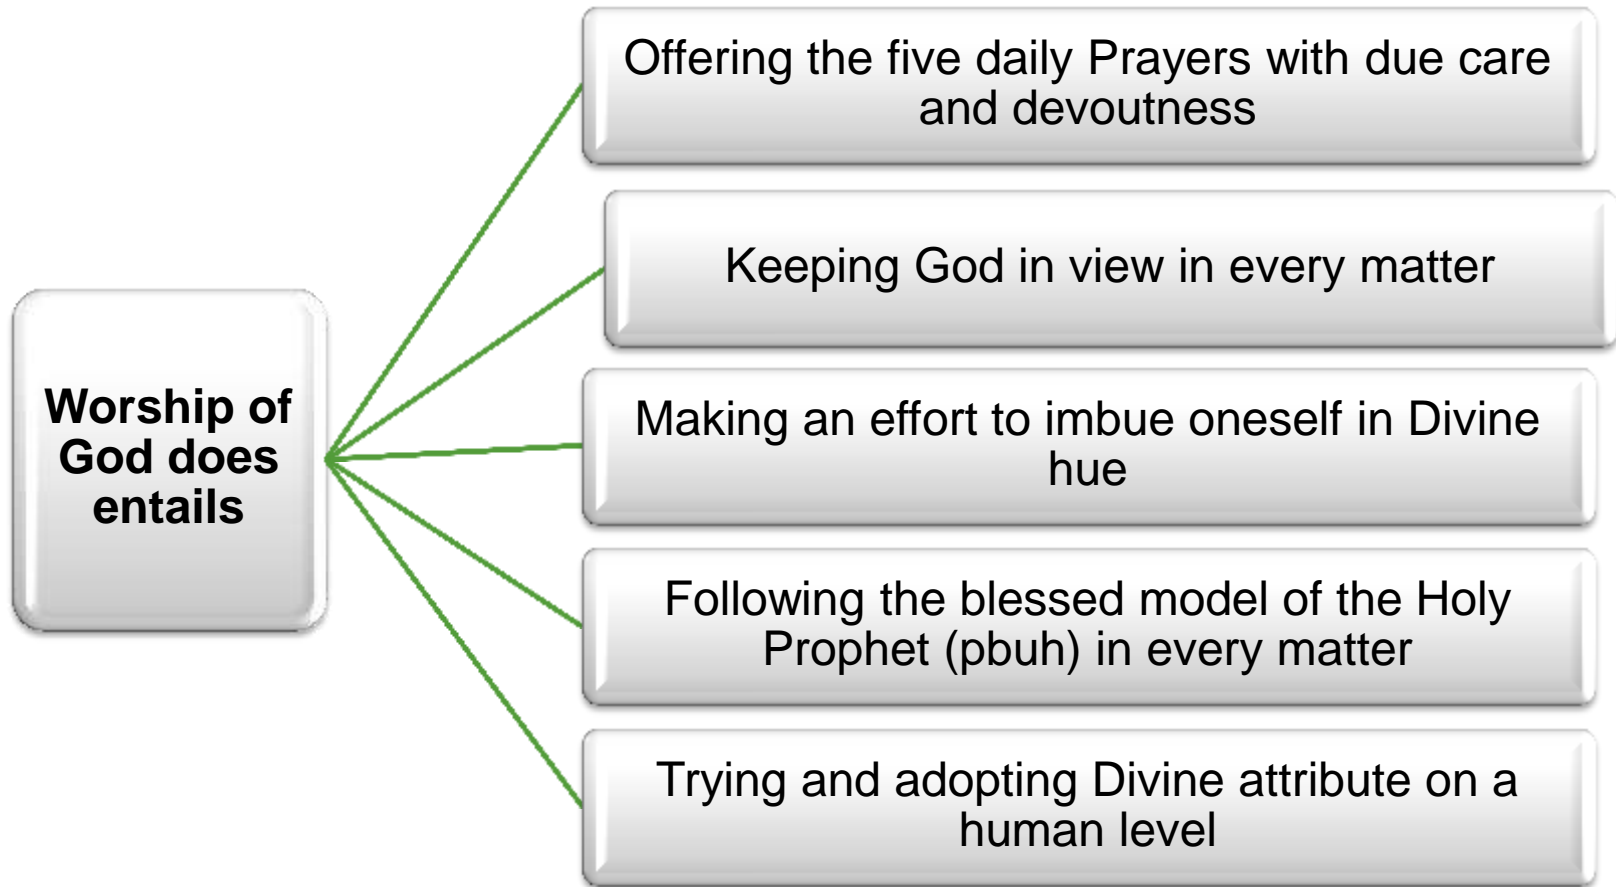 Offering the five daily Prayers with due care
and devoutness
Keeping God in view in every matter
Worship of
God does
entails
Making an effort to imbue oneself in Divine
hue
Following the blessed model of the Holy
Prophet (pbuh) in every matter
Trying and adopting Divine attribute on a
human level